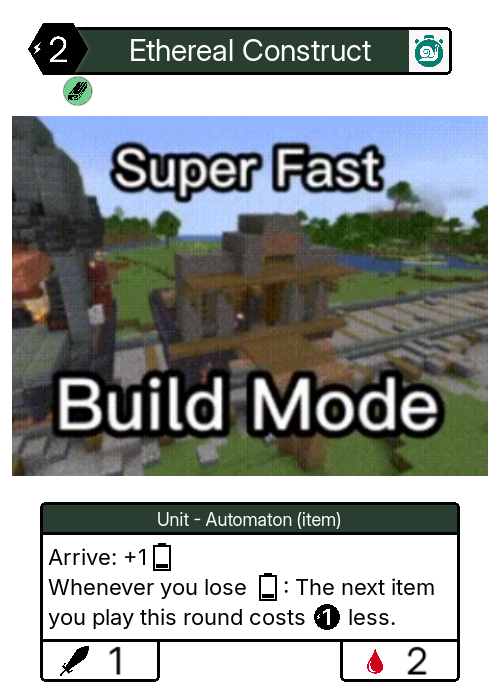 2
Ethereal Construct
Super Fast
Build Mode
Unit - Automaton (item)
Arrive: +1
Whenever you lose : The next item
you play this round costs 1 less.
1
2